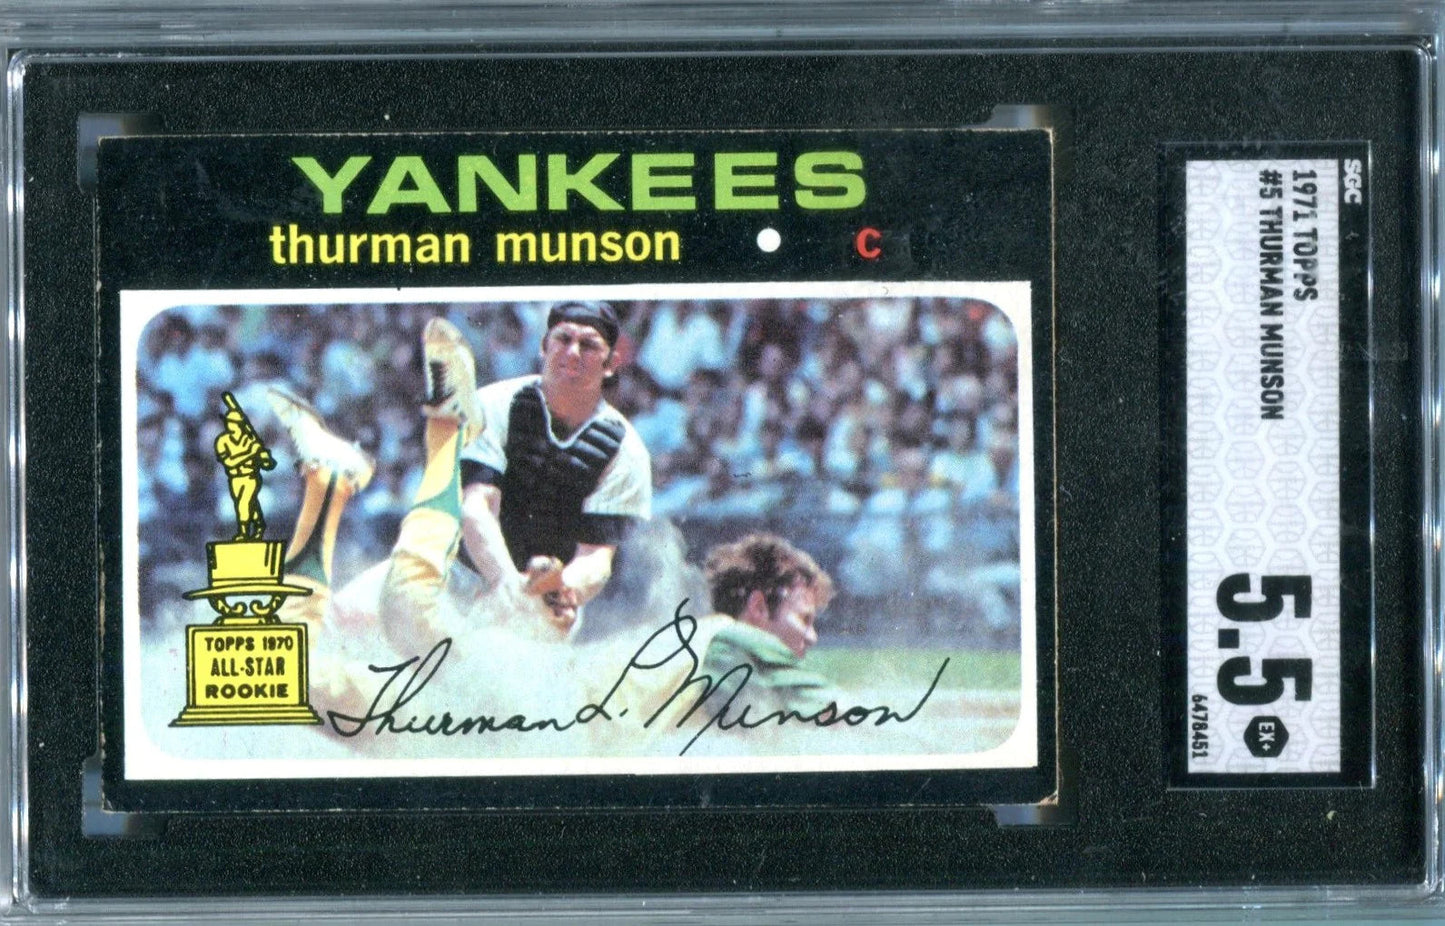 YANKEES
thurman munson • c
TOPPS 1970
ALL-STAR
ROOKIE
Thurman L. Munson
SGC
1971 TOPPS
#5 THURMAN MUNSON
5.5
EX+
6478451